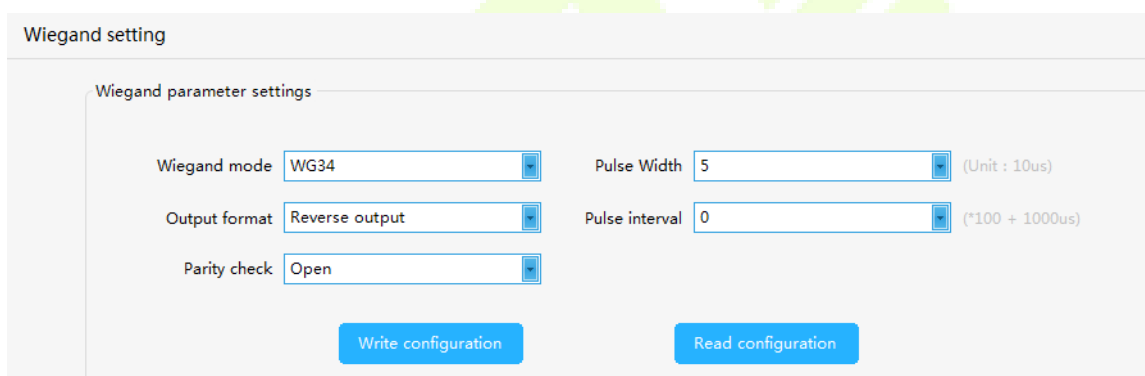 Wiegand setting
Wiegand parameter settings
Wiegand mode WG34 Pulse Width 5 (Unit : 10us)
Output format Reverse output Pulse interval 0 (*100 + 1000us)
Parity check Open
Write configuration Read configuration